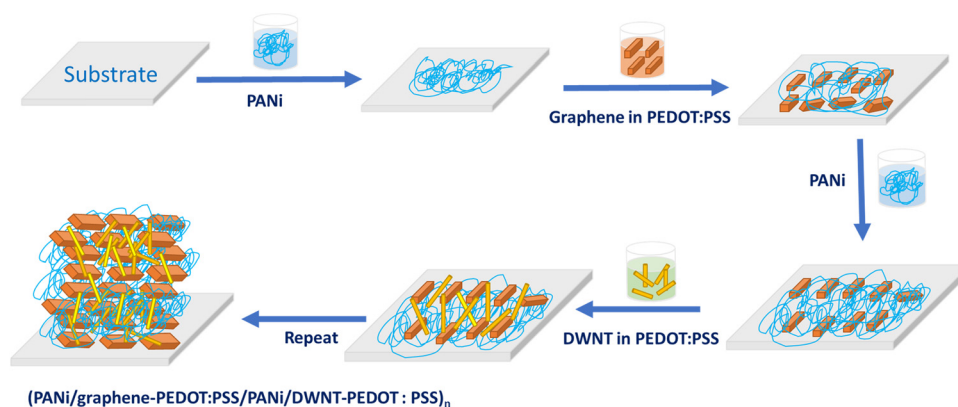 Substrate
PANi
Graphene in PEDOT:PSS
PANi
DWNT in PEDOT:PSS
Repeat
(PANi/graphene-PEDOT:PSS/PANi/DWNT-PEDOT : PSS)n